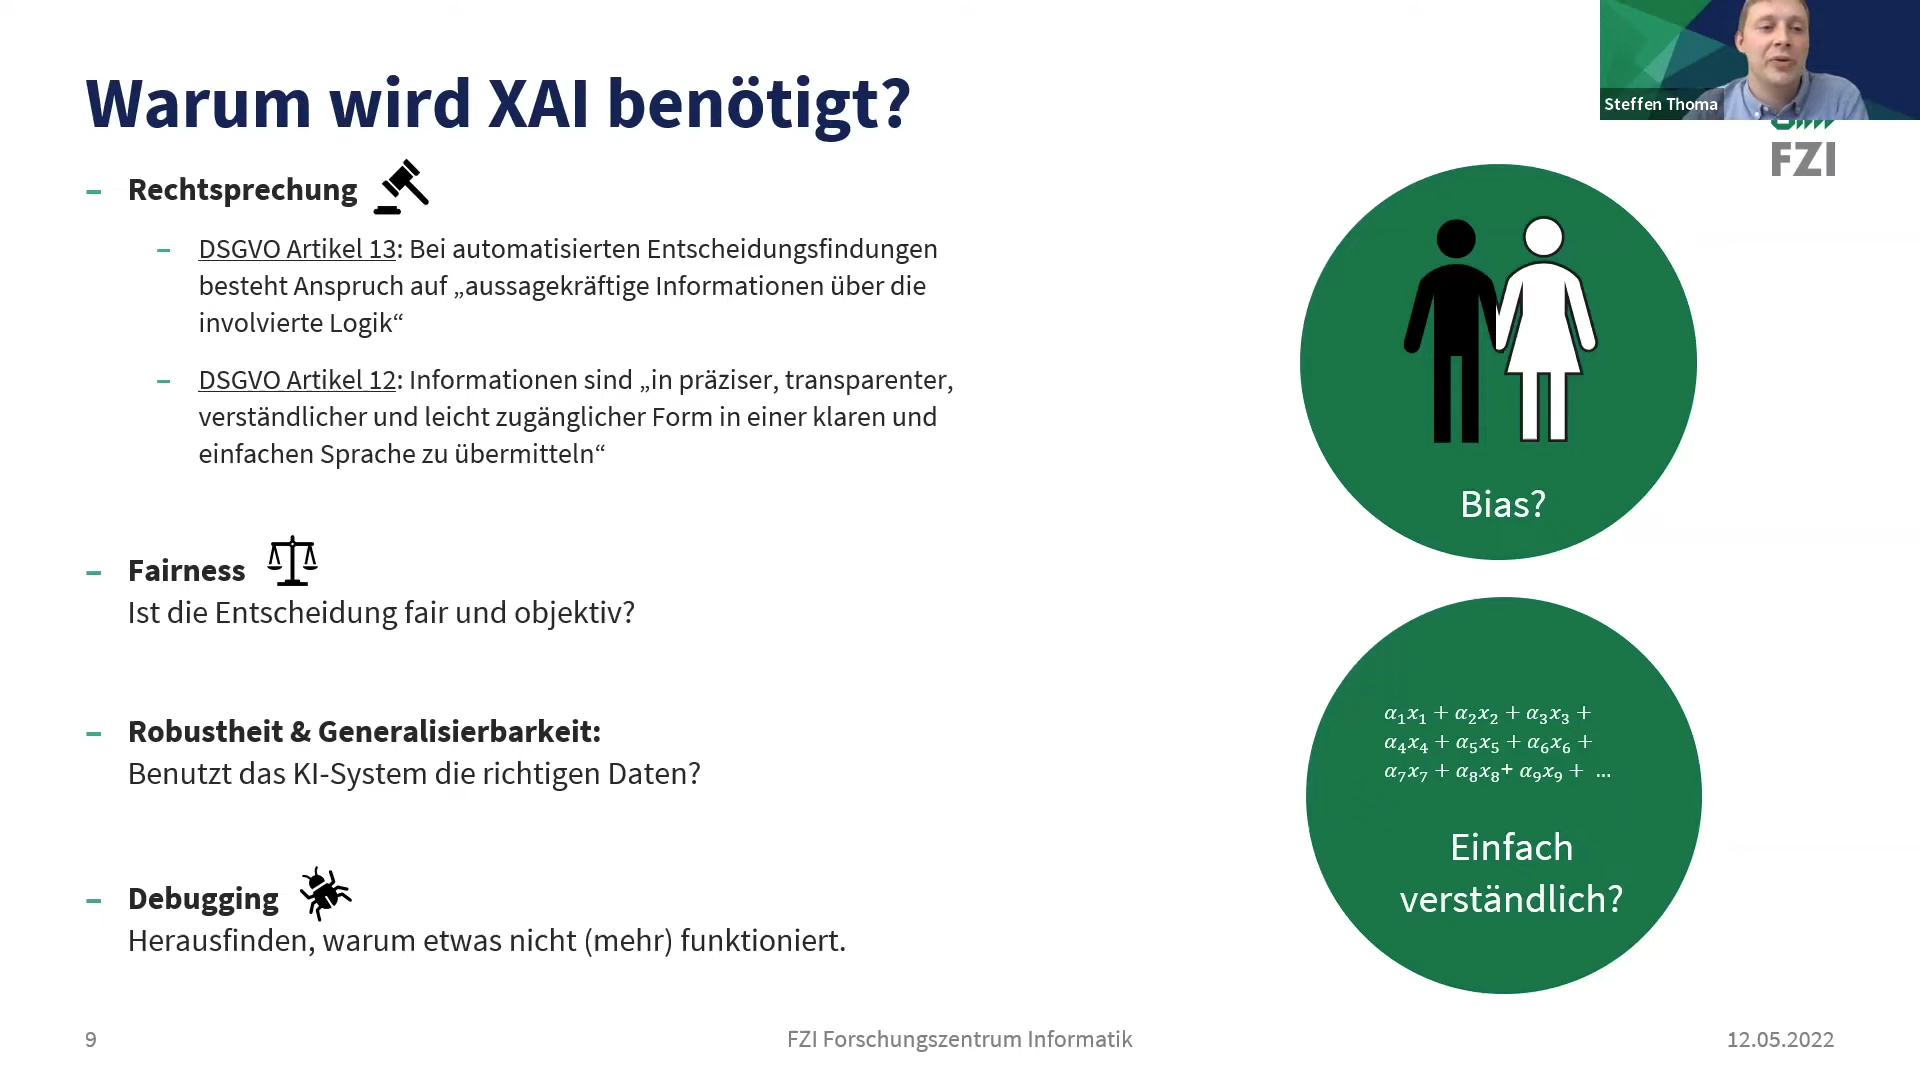 Warum wird XAI benötigt?
Steffen Thoma
FZI
– Rechtsprechung
– DSGVO Artikel 13: Bei automatisierten Entscheidungsfindungen
besteht Anspruch auf „aussagekräftige Informationen über die
involvierte Logik“
– DSGVO Artikel 12: Informationen sind „in präziser, transparenter,
verständlicher und leicht zugänglicher Form in einer klaren und
einfachen Sprache zu übermitteln“
– Fairness
Ist die Entscheidung fair und objektiv?
– Robustheit & Generalisierbarkeit:
Benutzt das KI-System die richtigen Daten?
– Debugging
Herausfinden, warum etwas nicht (mehr) funktioniert.
Bias?
α₁x₁ + α₂x₂ + α₃x₃ +
α₄x₄ + α₅x₅ + α₆x₆ +
α₇x₇ + α₈x₈+ α₉x₉ + ...
Einfach
verständlich?
9
FZI Forschungszentrum Informatik
12.05.2022